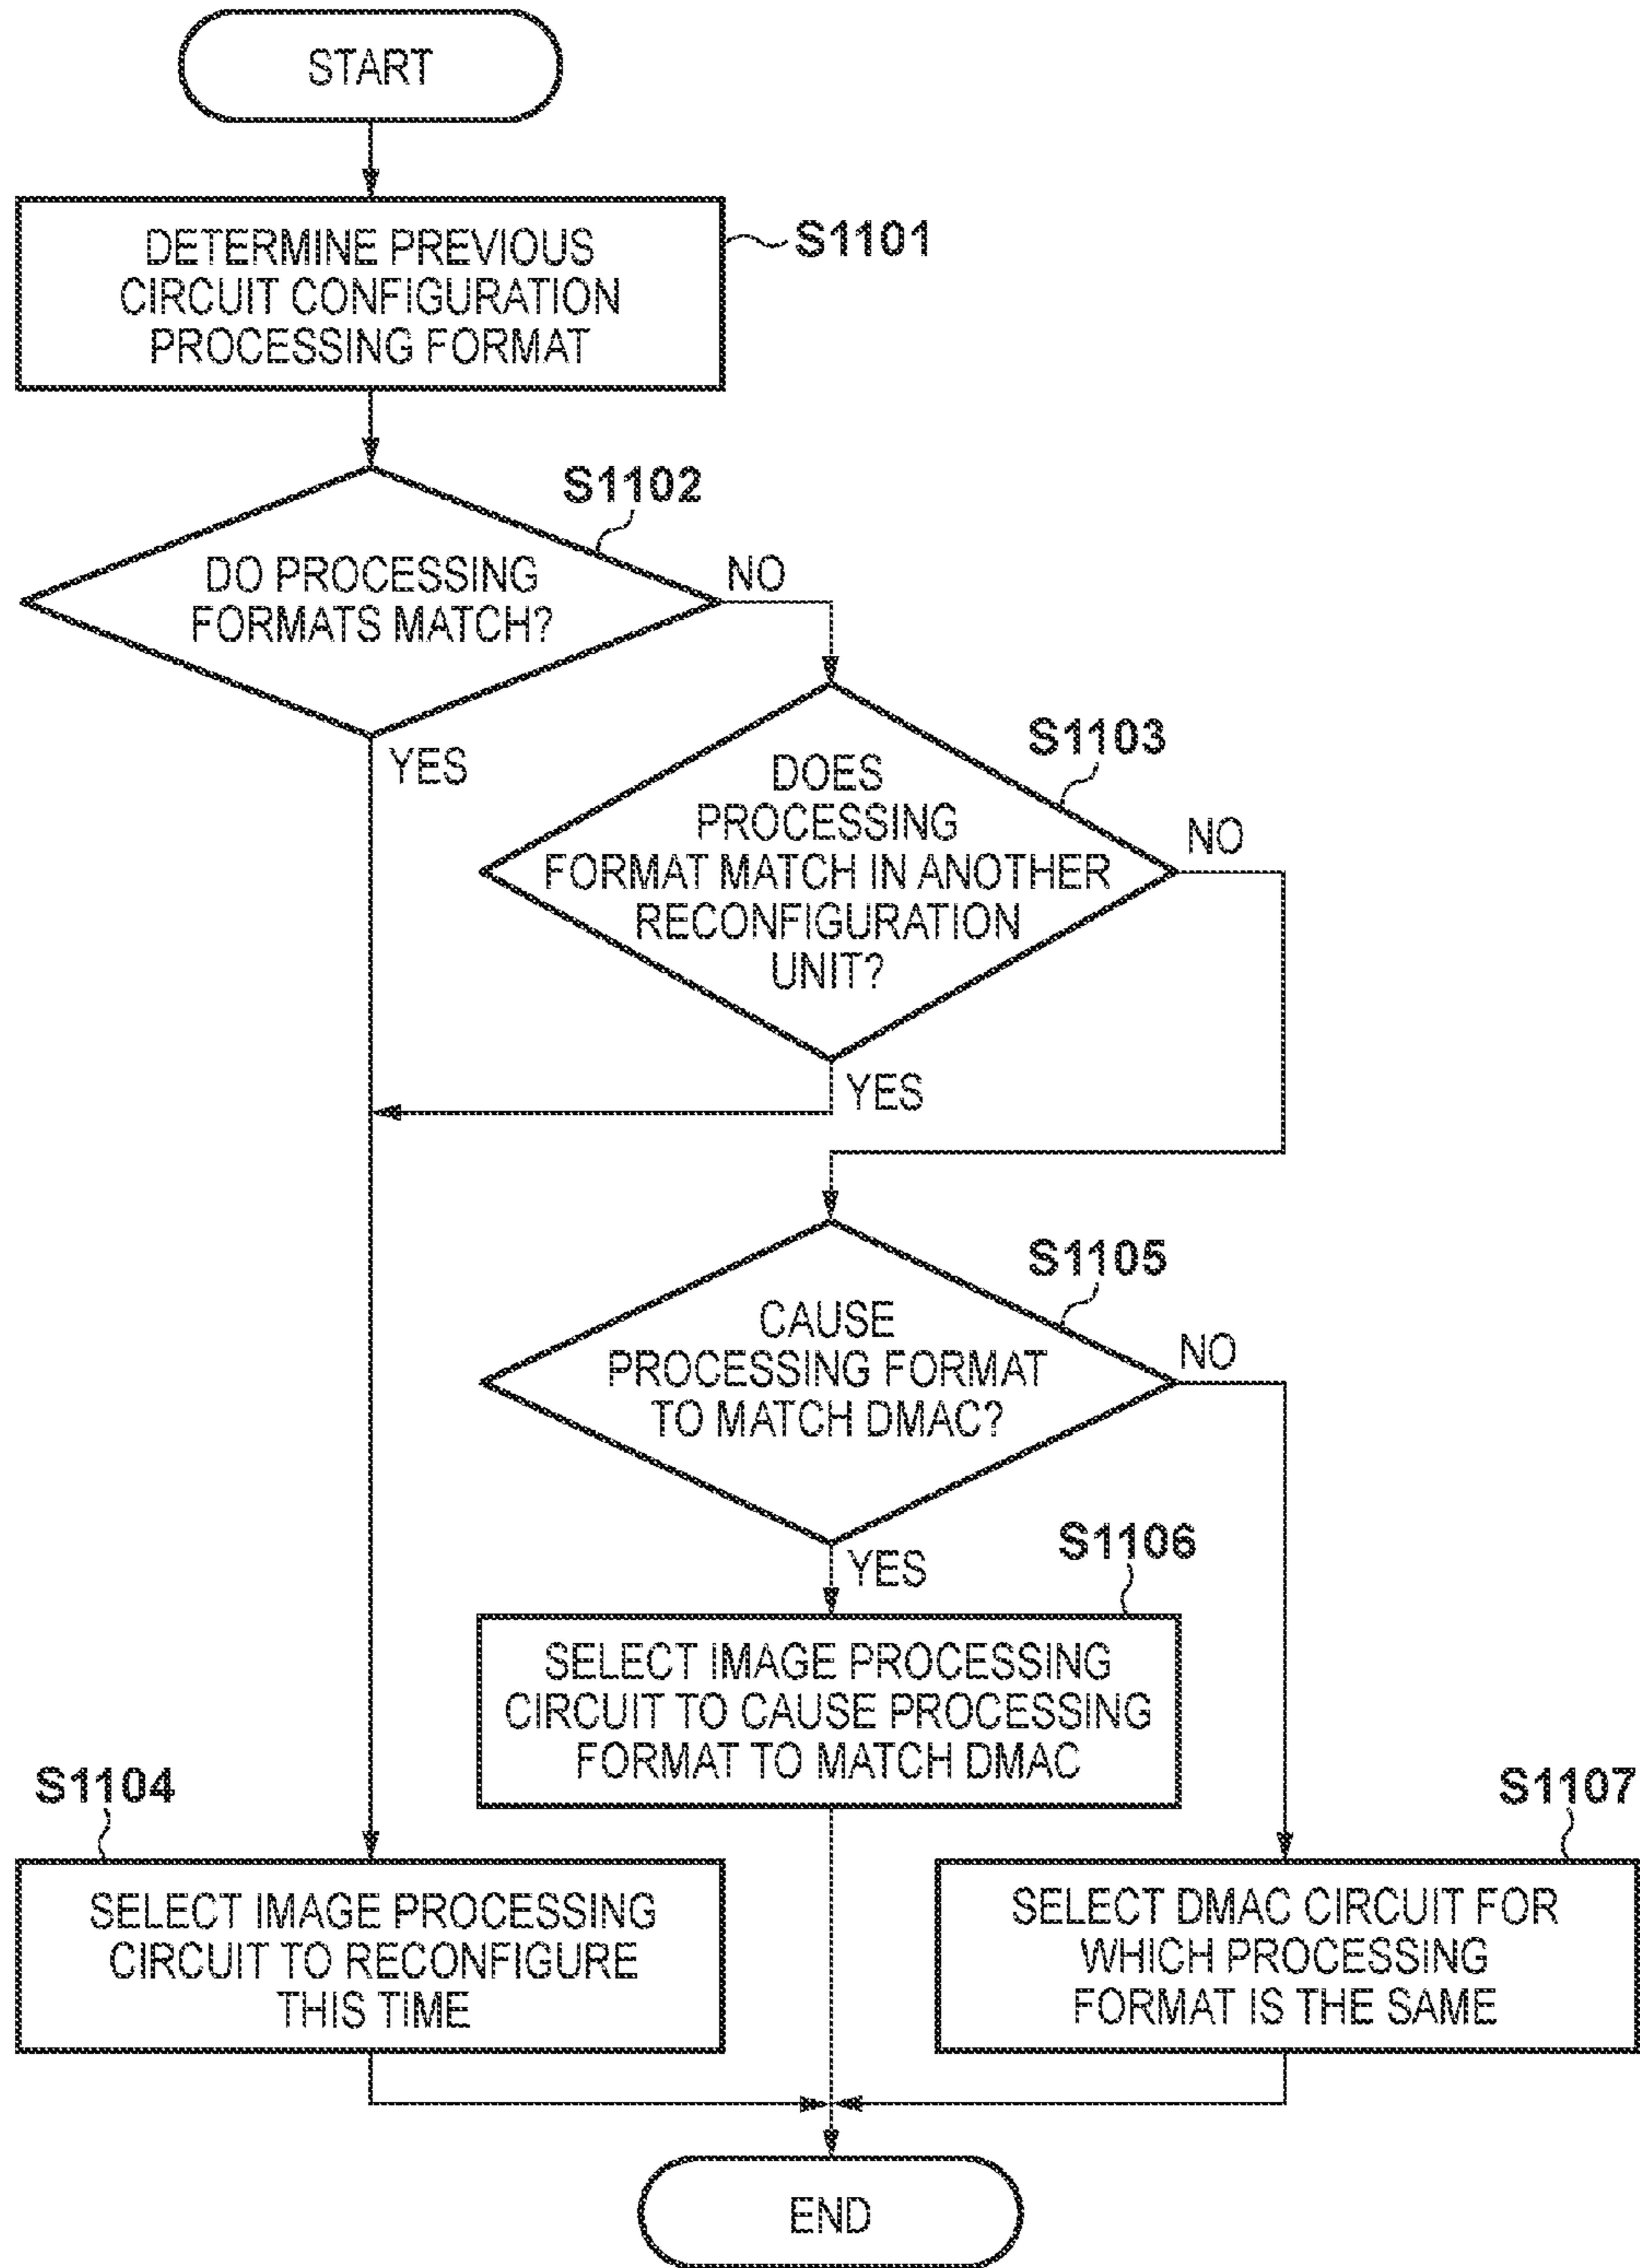 START
DETERMINE PREVIOUS
CIRCUIT CONFIGURATION
PROCESSING FORMAT
S1101
S1102
DO PROCESSING
FORMATS MATCH?
NO
YES
S1103
DOES
PROCESSING
FORMAT MATCH IN ANOTHER
RECONFIGURATION
UNIT?
NO
YES
S1105
CAUSE
PROCESSING FORMAT
TO MATCH DMAC?
NO
YES
S1106
SELECT IMAGE PROCESSING
CIRCUIT TO CAUSE PROCESSING
FORMAT TO MATCH DMAC
S1104
SELECT IMAGE PROCESSING
CIRCUIT TO RECONFIGURE
THIS TIME
S1107
SELECT DMAC CIRCUIT FOR
WHICH PROCESSING
FORMAT IS THE SAME
END